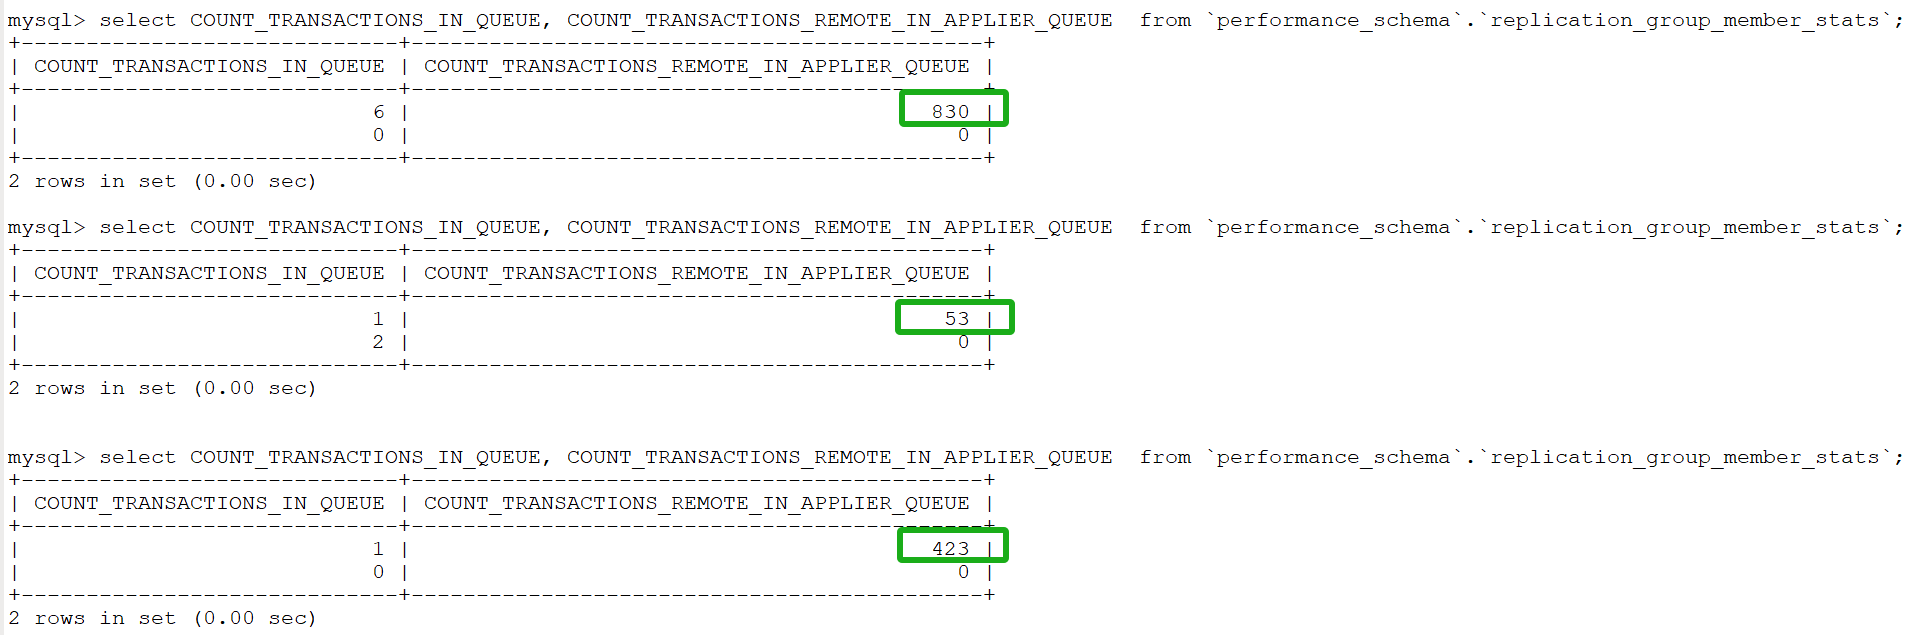 mysql> select COUNT_TRANSACTIONS_IN_QUEUE, COUNT_TRANSACTIONS_REMOTE_IN_APPLIER_QUEUE  from `performance_schema`.`replication_group_member_stats`;
+-----------------------------+--------------------------------------------+
| COUNT_TRANSACTIONS_IN_QUEUE | COUNT_TRANSACTIONS_REMOTE_IN_APPLIER_QUEUE |
+-----------------------------+--------------------------------------------+
|                           6 |                                        830 |
|                           0 |                                          0 |
+-----------------------------+--------------------------------------------+
2 rows in set (0.00 sec)
mysql> select COUNT_TRANSACTIONS_IN_QUEUE, COUNT_TRANSACTIONS_REMOTE_IN_APPLIER_QUEUE  from `performance_schema`.`replication_group_member_stats`;
+-----------------------------+--------------------------------------------+
| COUNT_TRANSACTIONS_IN_QUEUE | COUNT_TRANSACTIONS_REMOTE_IN_APPLIER_QUEUE |
+-----------------------------+--------------------------------------------+
|                           1 |                                         53 |
|                           2 |                                          0 |
+-----------------------------+--------------------------------------------+
2 rows in set (0.00 sec)
mysql> select COUNT_TRANSACTIONS_IN_QUEUE, COUNT_TRANSACTIONS_REMOTE_IN_APPLIER_QUEUE  from `performance_schema`.`replication_group_member_stats`;
+-----------------------------+--------------------------------------------+
| COUNT_TRANSACTIONS_IN_QUEUE | COUNT_TRANSACTIONS_REMOTE_IN_APPLIER_QUEUE |
+-----------------------------+--------------------------------------------+
|                           1 |                                        423 |
|                           0 |                                          0 |
+-----------------------------+--------------------------------------------+
2 rows in set (0.00 sec)